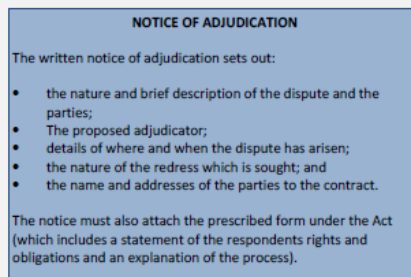 NOTICE OF ADJUDICATION
The written notice of adjudication sets out:
• the nature and brief description of the dispute and the
parties;
• The proposed adjudicator;
• details of where and when the dispute has arisen;
• the nature of the redress which is sought; and
• the name and addresses of the parties to the contract.
The notice must also attach the prescribed form under the Act
(which includes a statement of the respondents rights and
obligations and an explanation of the process).